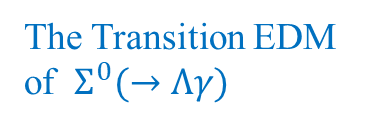 The Transition EDM
of Σ⁰(→ Λγ)